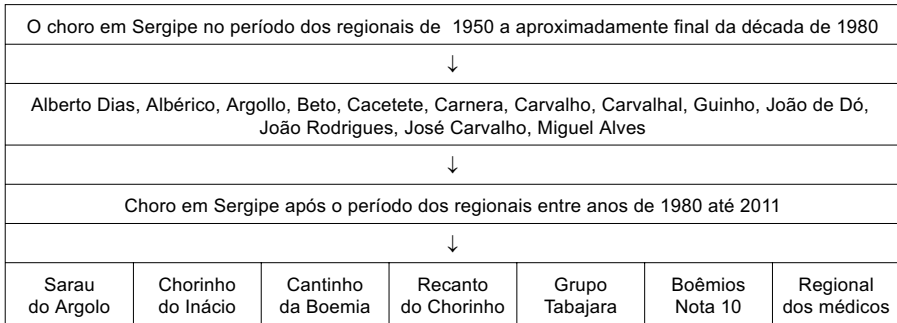 O choro em Sergipe no período dos regionais de 1950 a aproximadamente final da década de 1980
↓
Alberto Dias, Albérico, Argollo, Beto, Cacetete, Carnera, Carvalho, Carvalhal, Guinho, João de Dó,
João Rodrigues, José Carvalho, Miguel Alves
↓
Choro em Sergipe após o período dos regionais entre anos de 1980 até 2011
↓
Sarau
do Argolo
Chorinho
do Inácio
Cantinho
da Boemia
Recanto
do Chorinho
Grupo
Tabajara
Boêmios
Nota 10
Regional
dos médicos